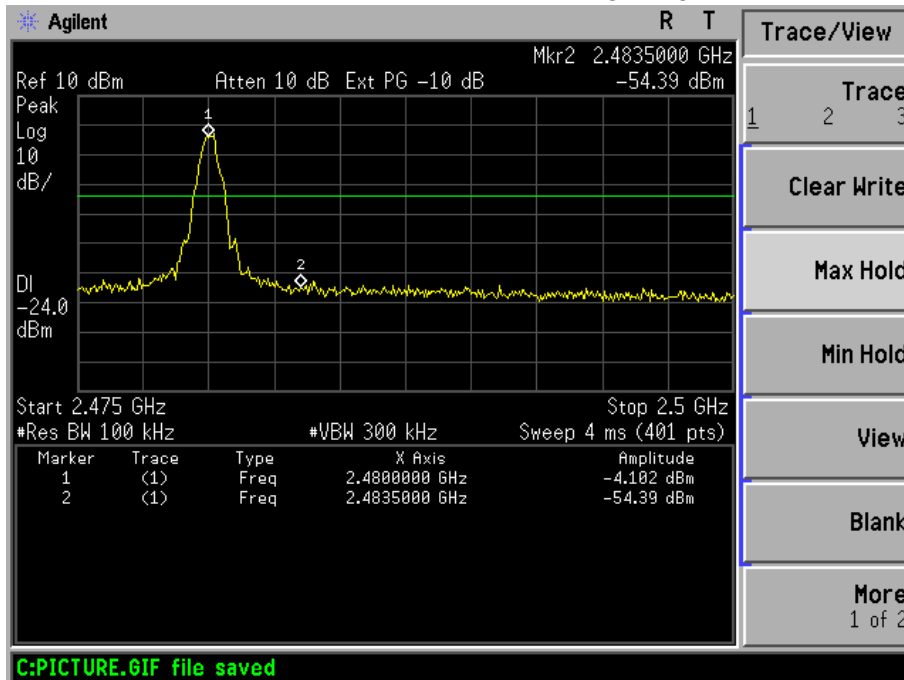 Agilent
R T
Trace/View
Mkr2 2.4835000 GHz
Ref 10 dBm Atten 10 dB Ext PG -10 dB -54.39 dBm
Peak
Log
10
dB/
1
2
DI
-24.0
dBm
Start 2.475 GHz Stop 2.5 GHz
#Res BW 100 kHz #VBW 300 kHz Sweep 4 ms (401 pts)
Marker Trace Type X Axis Amplitude
1 (1) Freq 2.4800000 GHz -4.102 dBm
2 (1) Freq 2.4835000 GHz -54.39 dBm
Trace
1 2 3
Clear Write
Max Hold
Min Hold
View
Blank
More
1 of 2
C:PICTURE.GIF file saved